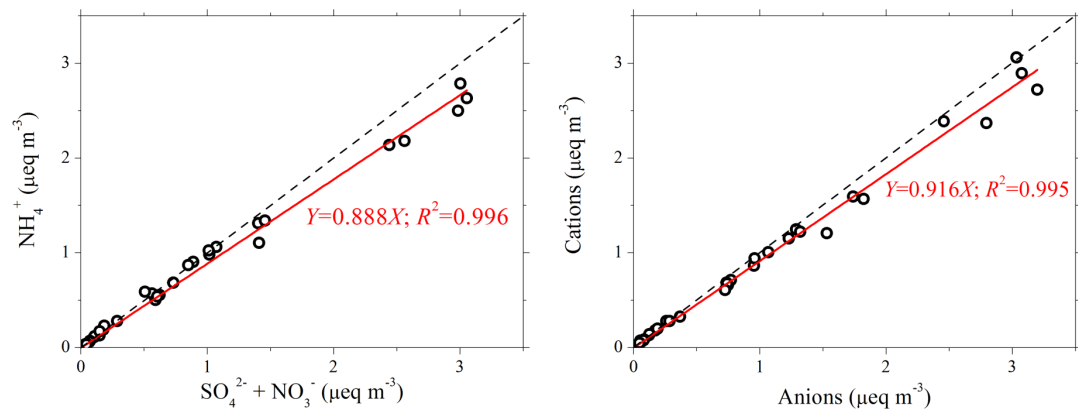 3
2
1
0
NH₄⁺ (μeq m⁻³)
Y=0.888X; R²=0.996
0 1 2 3
SO₄²⁻ + NO₃⁻ (μeq m⁻³)
3
2
1
0
Cations (μeq m⁻³)
Y=0.916X; R²=0.995
0 1 2 3
Anions (μeq m⁻³)